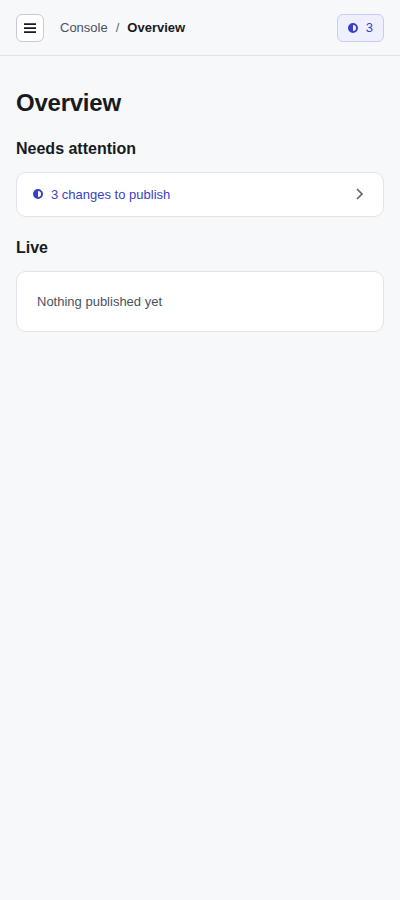 Console / Overview
3
Overview
Needs attention
3 changes to publish
Live
Nothing published yet